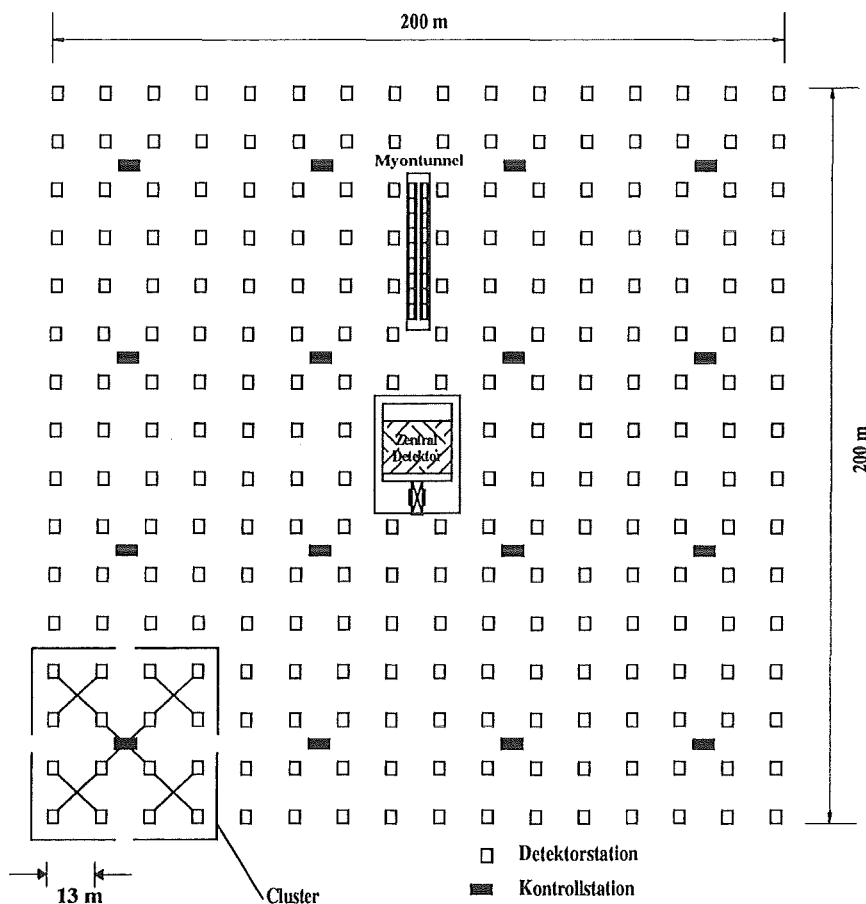 200 m
Myontunnel
200 m
Zentral
Detektor
Detektorstation
Kontrollstation
13 m
Cluster